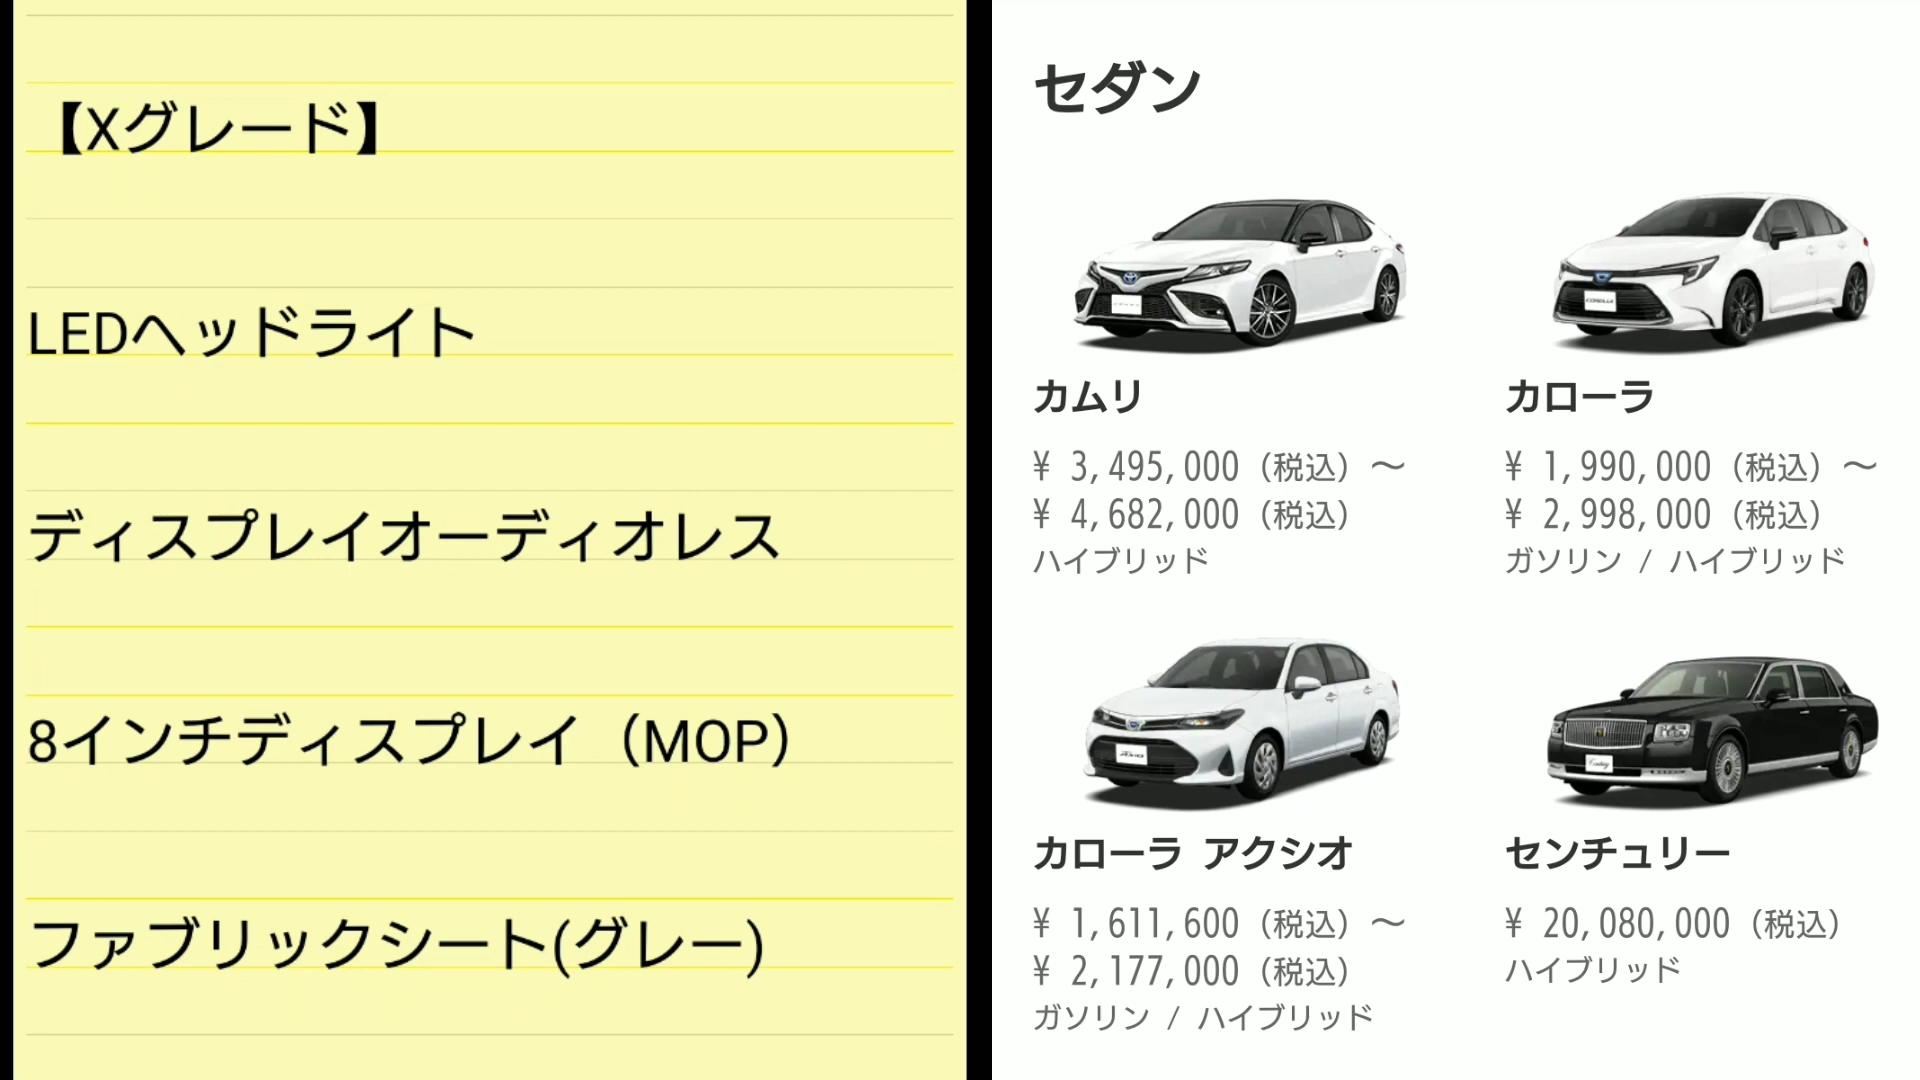 【Xグレード】
LEDヘッドライト
ディスプレイオーディオレス
8インチディスプレイ（MOP）
ファブリックシート(グレー)
セダン
カムリ
¥ 3,495,000（税込）～
¥ 4,682,000（税込）
ハイブリッド
カローラ
¥ 1,990,000（税込）～
¥ 2,998,000（税込）
ガソリン / ハイブリッド
カローラ アクシオ
¥ 1,611,600（税込）～
¥ 2,177,000（税込）
ガソリン / ハイブリッド
センチュリー
¥ 20,080,000（税込）
ハイブリッド
COROLLA
AXIO
Century